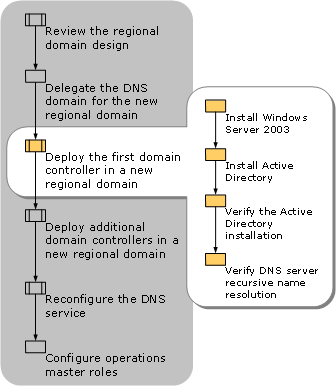 Review the regional
domain design
Delegate the DNS
domain for the new
regional domain
Deploy the first domain
controller in a new
regional domain
Deploy additional
domain controllers in a
new regional domain
Reconfigure the DNS
service
Configure operations
master roles
Install Windows
Server 2003
Install Active
Directory
Verify the Active
Directory
installation
Verify DNS server
recursive name
resolution